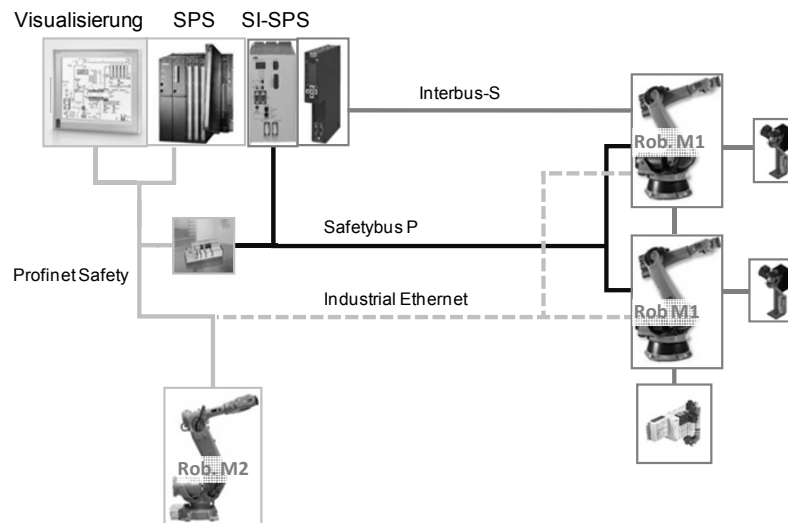 Visualisierung
SPS
SI-SPS
Interbus-S
Rob. M1
Safetybus P
Profinet Safety
Industrial Ethernet
Rob M1
Rob. M2